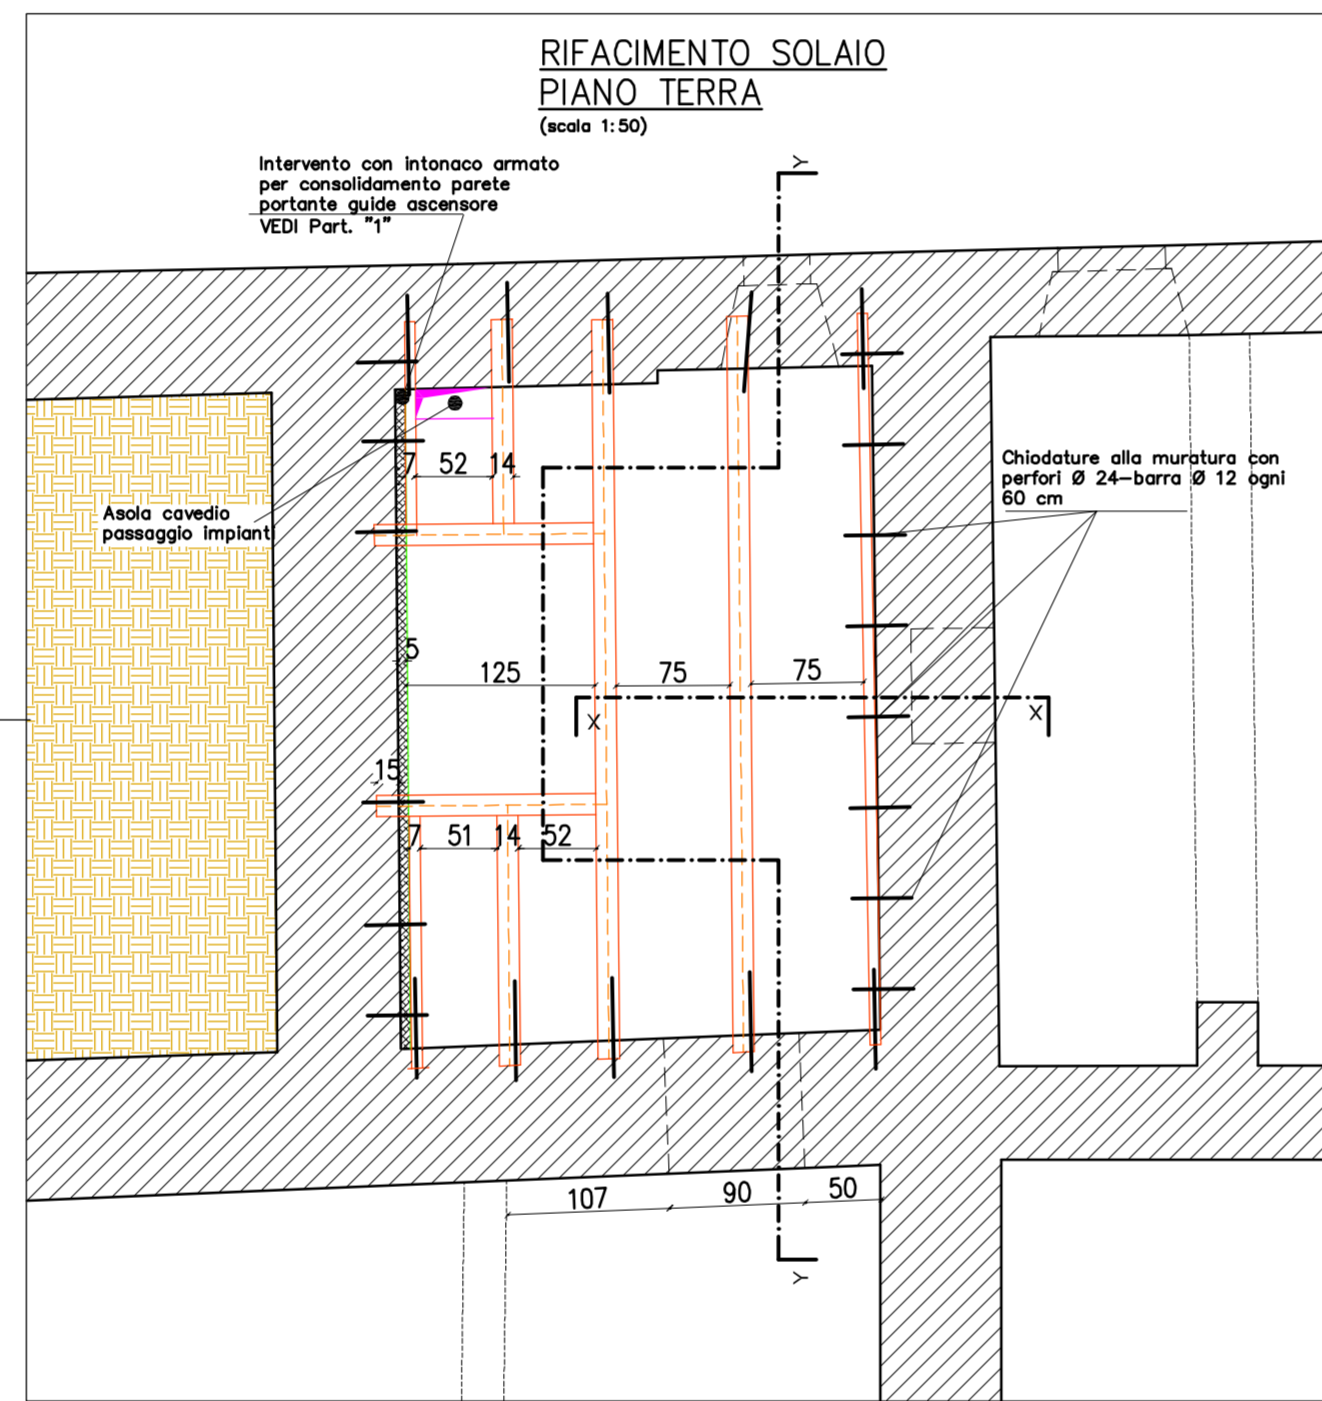 RIFACIMENTO SOLAIO
PIANO TERRA
(scala 1:50)
Intervento con intonaco armato
per consolidamento parete
portante guide ascensore
VEDI Part. "1"
Y
Chiodature alla muratura con
perfori Ø 24-barra Ø 12 ogni
60 cm
7 52 14
Asola cavedio
passaggio impianti
5
125 75 75
X X
15
7 51 14 52
107 90 50
Y